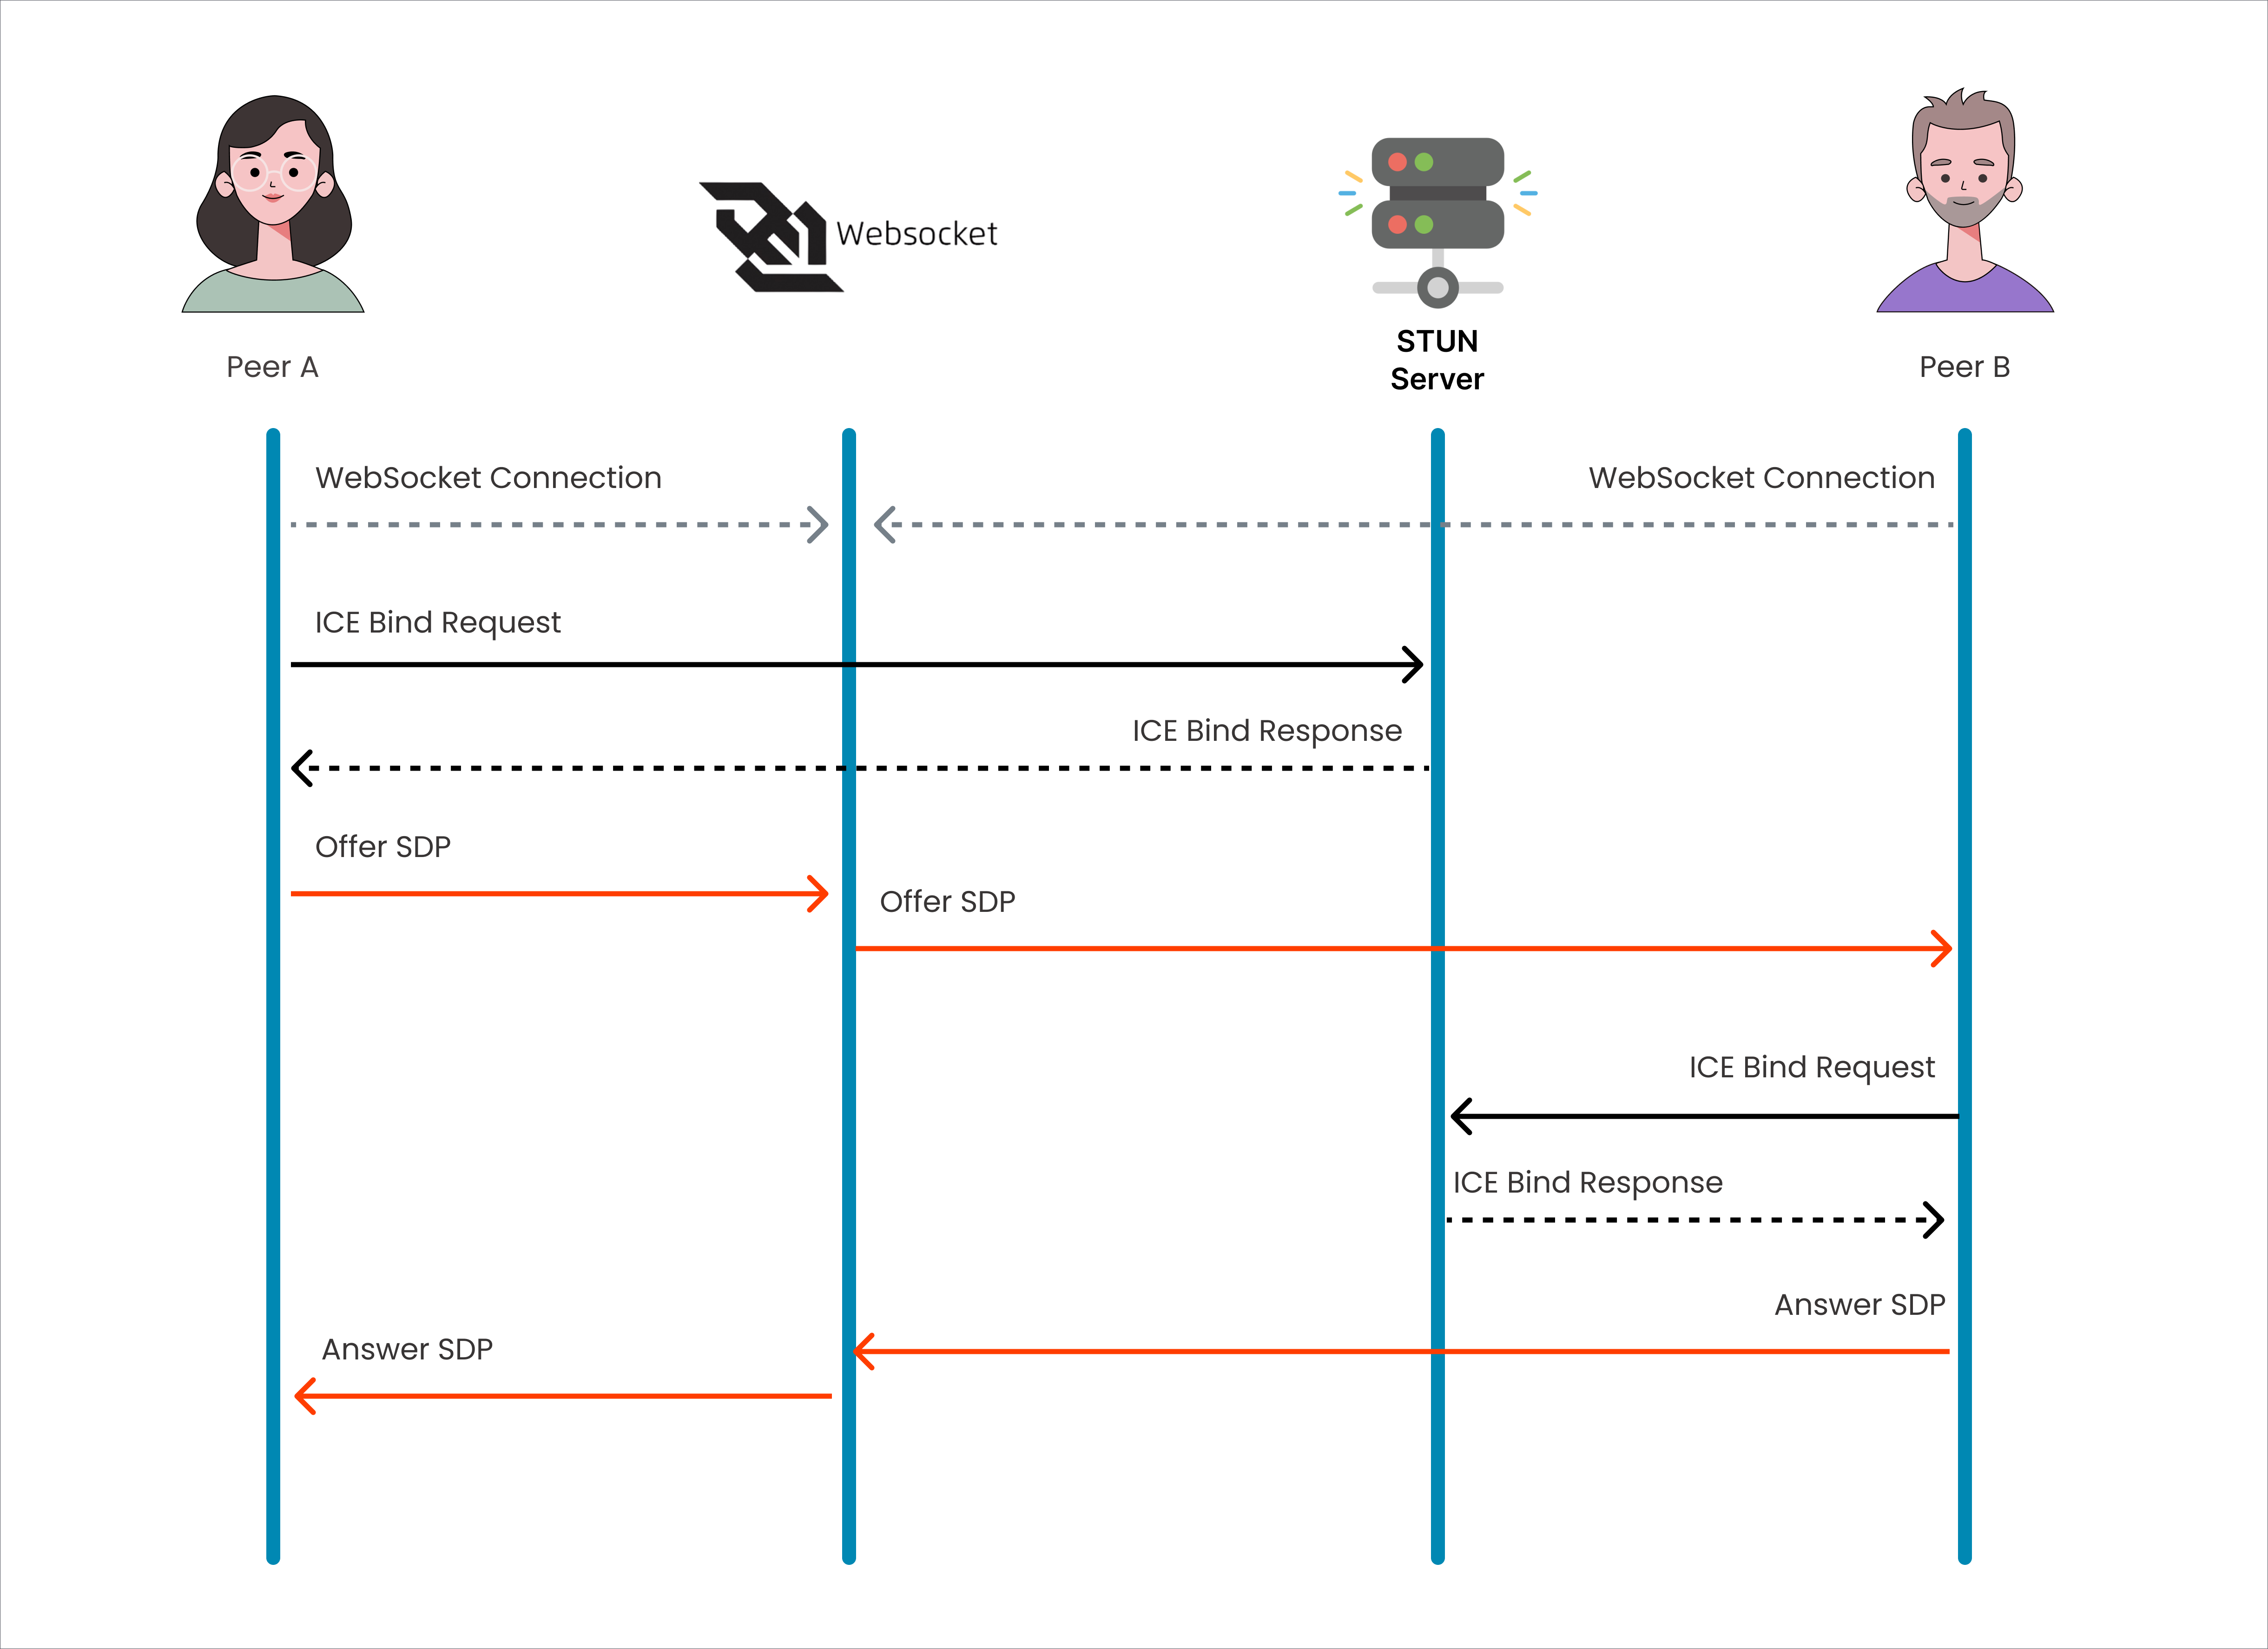 Websocket
STUN
Server
Peer A
Peer B
WebSocket Connection
WebSocket Connection
ICE Bind Request
ICE Bind Response
Offer SDP
Offer SDP
ICE Bind Request
ICE Bind Response
Answer SDP
Answer SDP